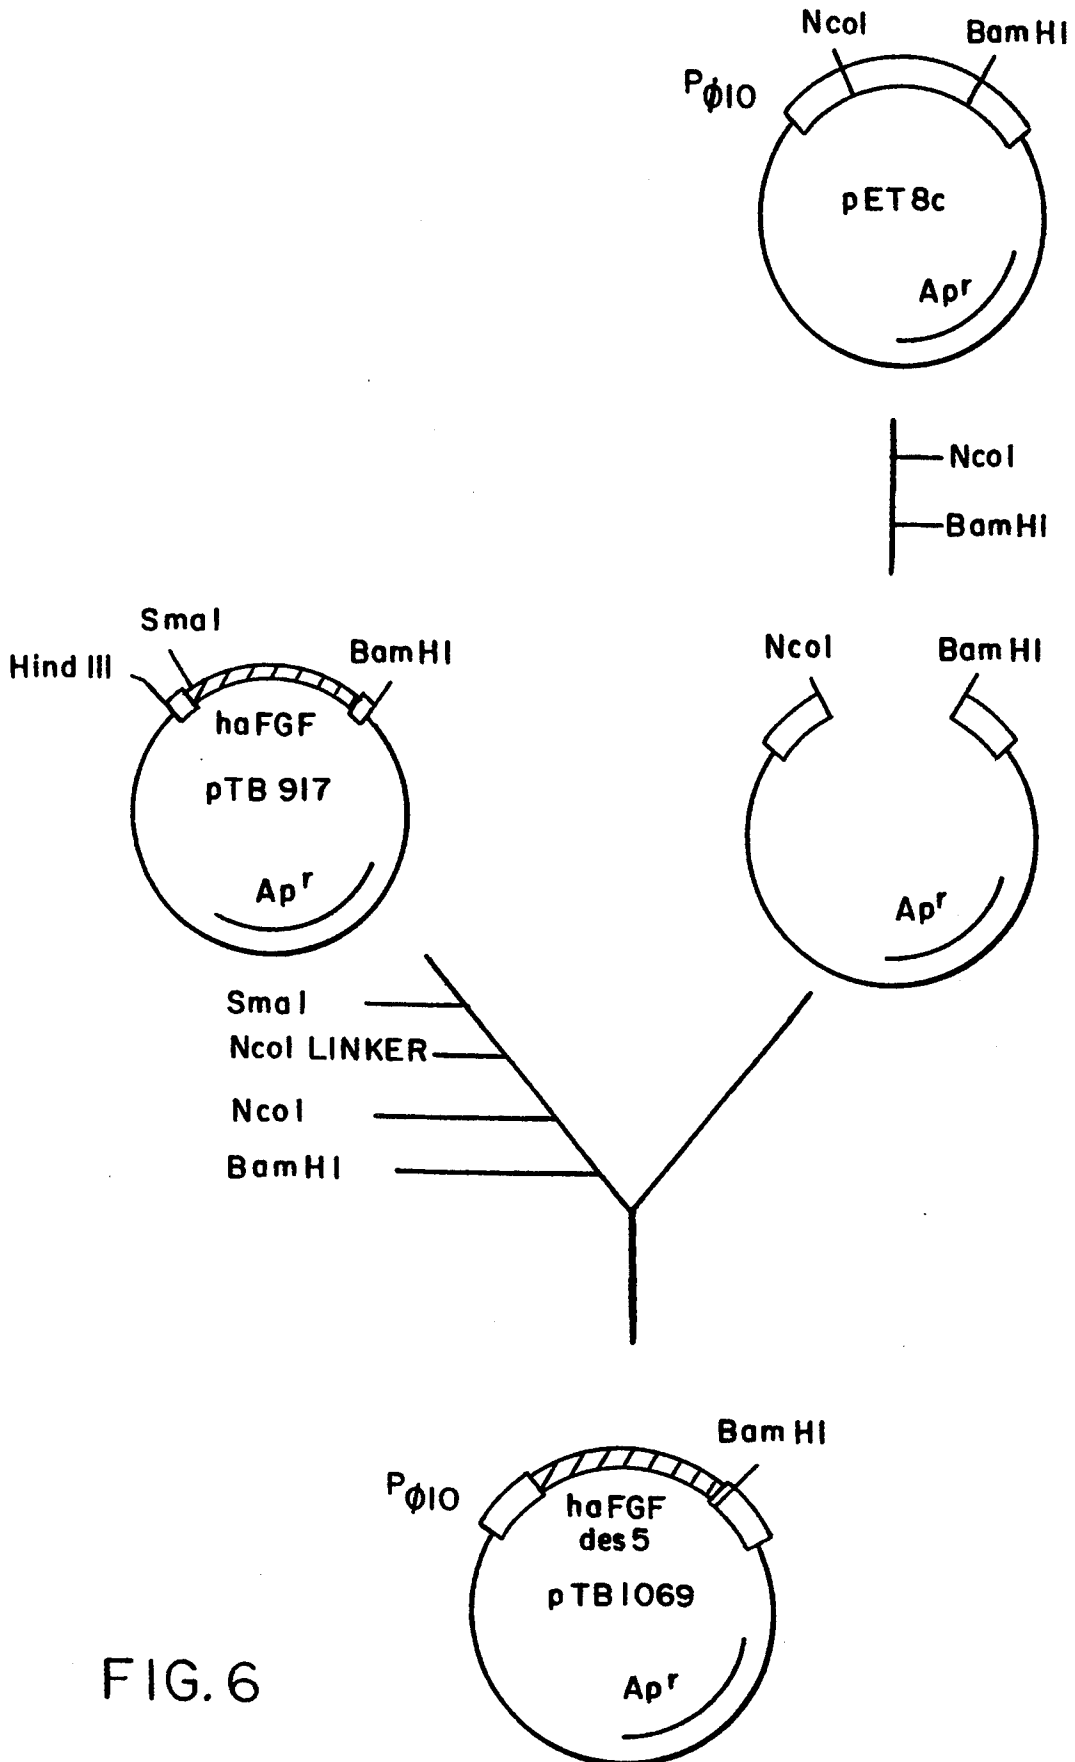 NcoI
BamHI
Pφ10
pET8c
Apr
NcoI
BamHI
SmaI
HindIII
BamHI
haFGF
pTB917
Apr
NcoI
BamHI
Apr
SmaI
NcoI LINKER
NcoI
BamHI
BamHI
Pφ10
haFGF
des5
pTB1069
Apr
FIG. 6